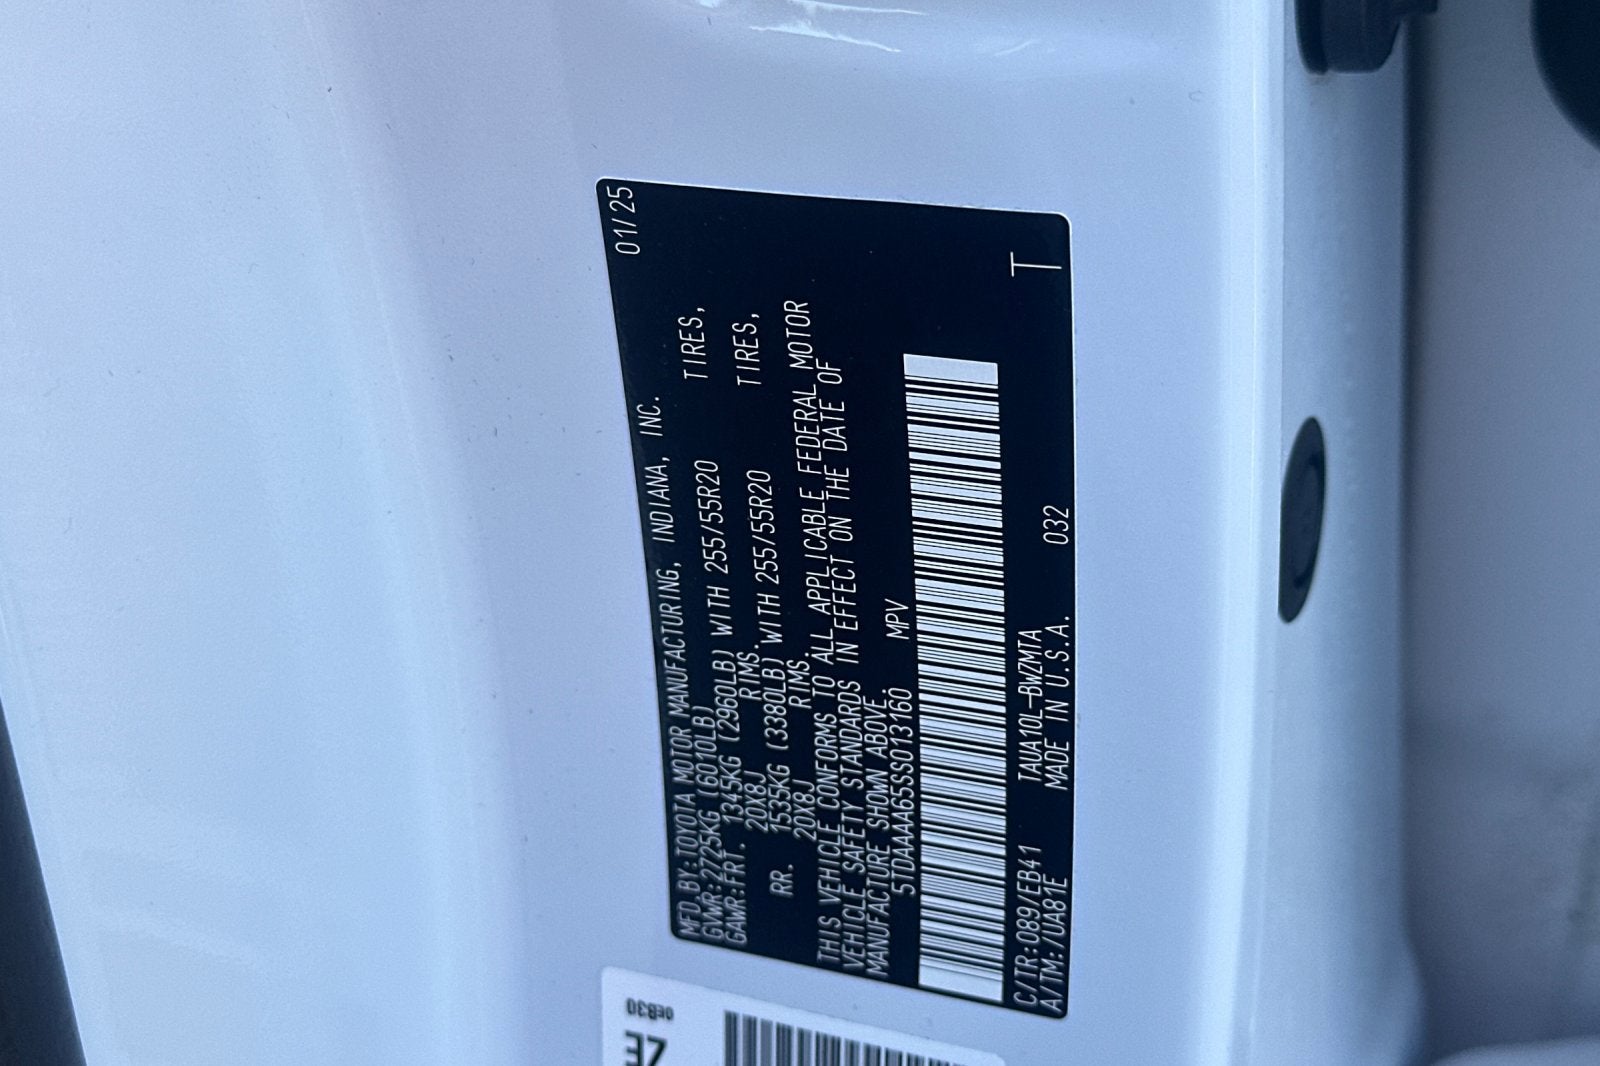 MFD. BY: TOYOTA MOTOR MANUFACTURING, INDIANA, INC. 01/25
GVWR: 2725KG (6010LB)
GAWR: FRT. 1345KG (2960LB) WITH 255/55R20 TIRES,
20X8J RIMS.
RR. 1535KG (3380LB) WITH 255/55R20 TIRES,
20X8J RIMS.
THIS VEHICLE CONFORMS TO ALL APPLICABLE FEDERAL MOTOR
VEHICLE SAFETY STANDARDS IN EFFECT ON THE DATE OF
MANUFACTURE SHOWN ABOVE.
5TDAAAA65SS013160 MPV
C/TR: 089/EB41 TAUA10L-BWZMTA T
A/TM: /UA81E MADE IN U.S.A. 032
0EB30